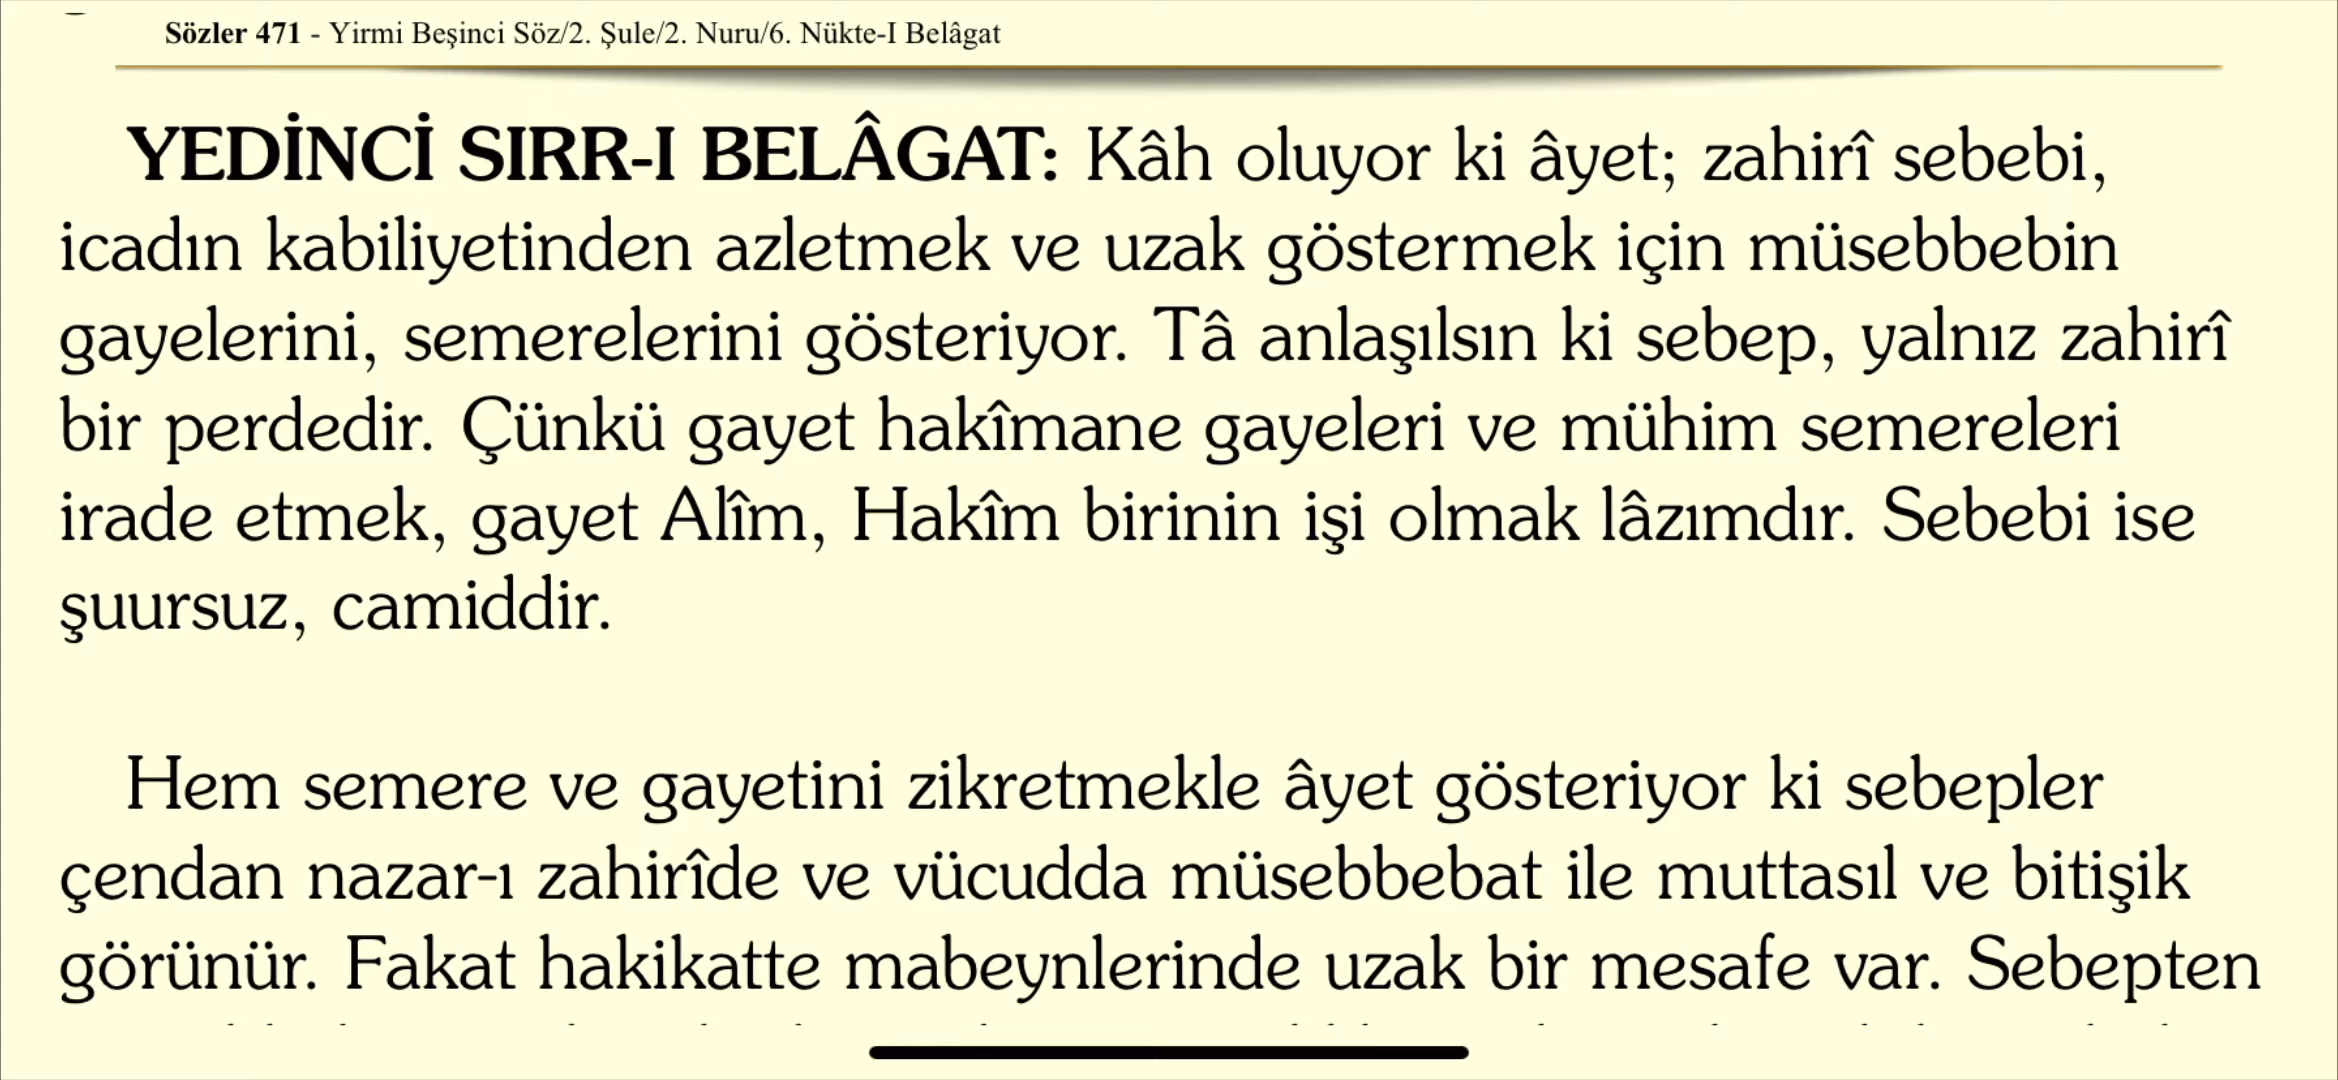 Sözler 471 - Yirmi Beşinci Söz/2. Şule/2. Nuru/6. Nükte-I Belâgat
YEDİNCİ SIRR-I BELÂGAT: Kâh oluyor ki âyet; zahirî sebebi,
icadın kabiliyetinden azletmek ve uzak göstermek için müsebbebin
gayelerini, semerelerini gösteriyor. Tâ anlaşılsın ki sebep, yalnız zahirî
bir perdedir. Çünkü gayet hakîmane gayeleri ve mühim semereleri
irade etmek, gayet Alîm, Hakîm birinin işi olmak lâzımdır. Sebebi ise
şuursuz, camiddir.
Hem semere ve gayetini zikretmekle âyet gösteriyor ki sebepler
çendan nazar-ı zahirîde ve vücudda müsebbebat ile muttasıl ve bitişik
görünür. Fakat hakikatte mabeynlerinde uzak bir mesafe var. Sebepten